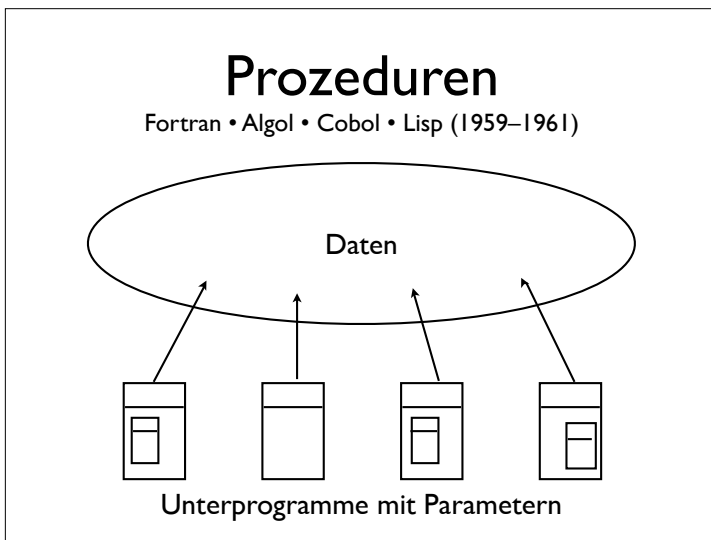 Prozeduren
Fortran • Algol • Cobol • Lisp (1959–1961)
Daten
Unterprogramme mit Parametern